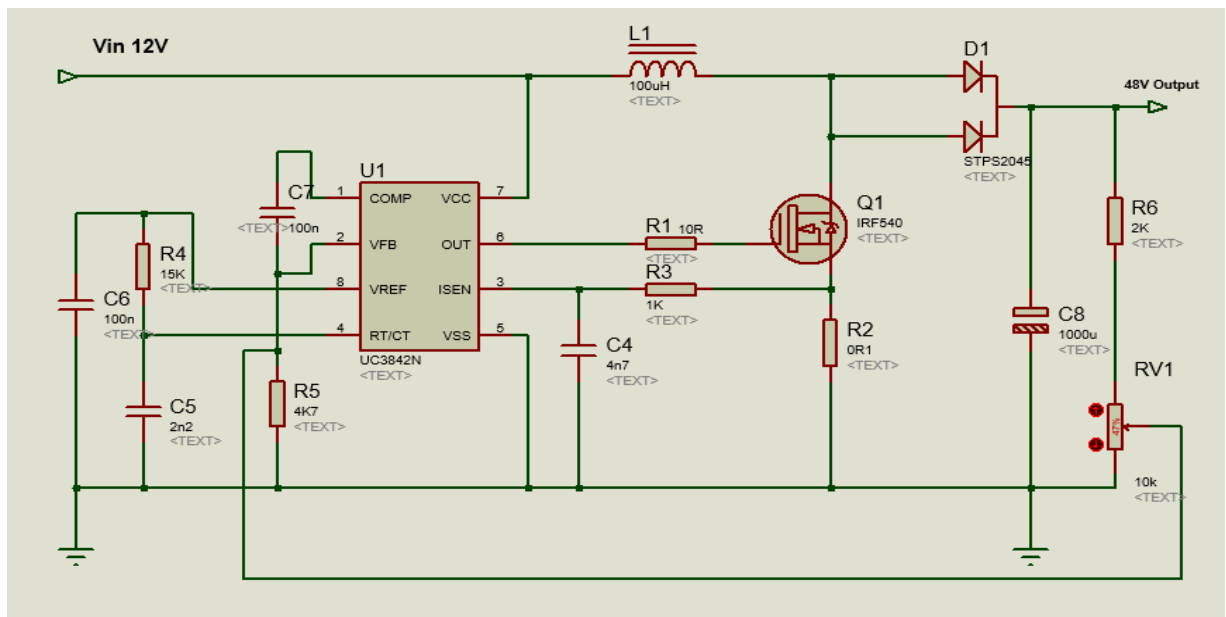 Vin 12V
L1
100uH
<TEXT>
D1
48V Output
STPS2045
<TEXT>
U1
C7
<TEXT> 100n
1 COMP VCC 7
2 VFB OUT 6
8 VREF ISEN 3
4 RT/CT VSS 5
UC3842N
<TEXT>
Q1
IRF540
<TEXT>
R1 10R
<TEXT>
R3
1K
<TEXT>
R6
2K
<TEXT>
R4
15K
<TEXT>
C6
100n
<TEXT>
C4
4n7
<TEXT>
R2
0R1
<TEXT>
C8
1000u
<TEXT>
RV1
47%
10k
<TEXT>
C5
2n2
<TEXT>
R5
4K7
<TEXT>